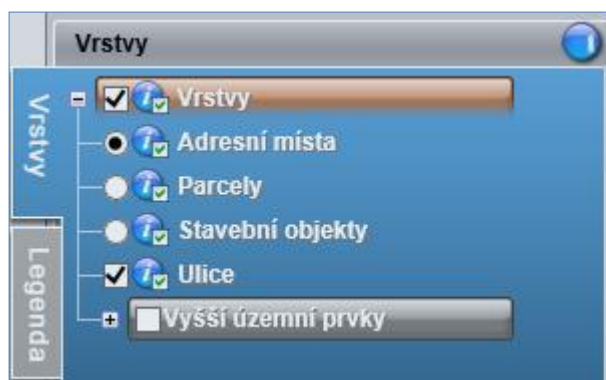 Vrstvy
Vrstvy
Vrstvy
Adresní místa
Parcely
Stavební objekty
Ulice
Vyšší územní prvky
Legenda